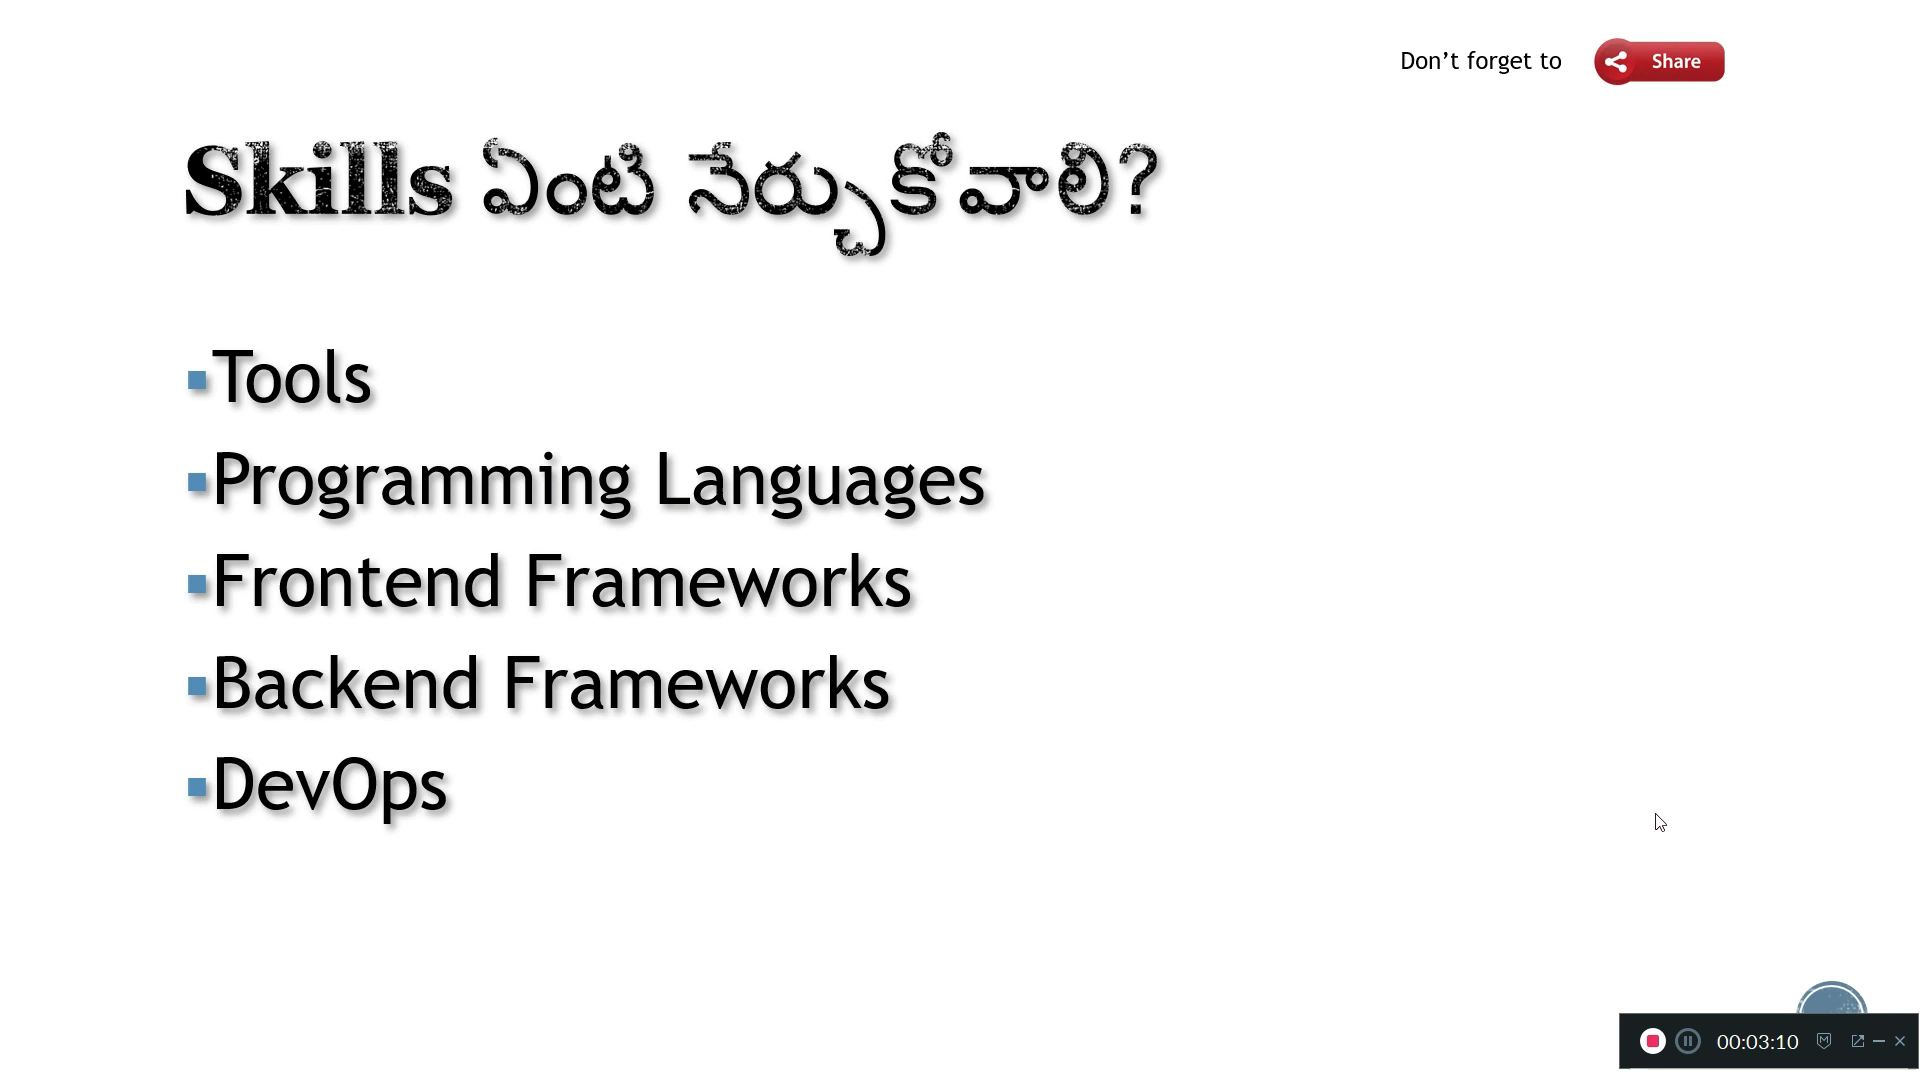 Don’t forget to Share
Skills ఏంటి నేర్చుకోవాలి?
Tools
Programming Languages
Frontend Frameworks
Backend Frameworks
DevOps
00:03:10